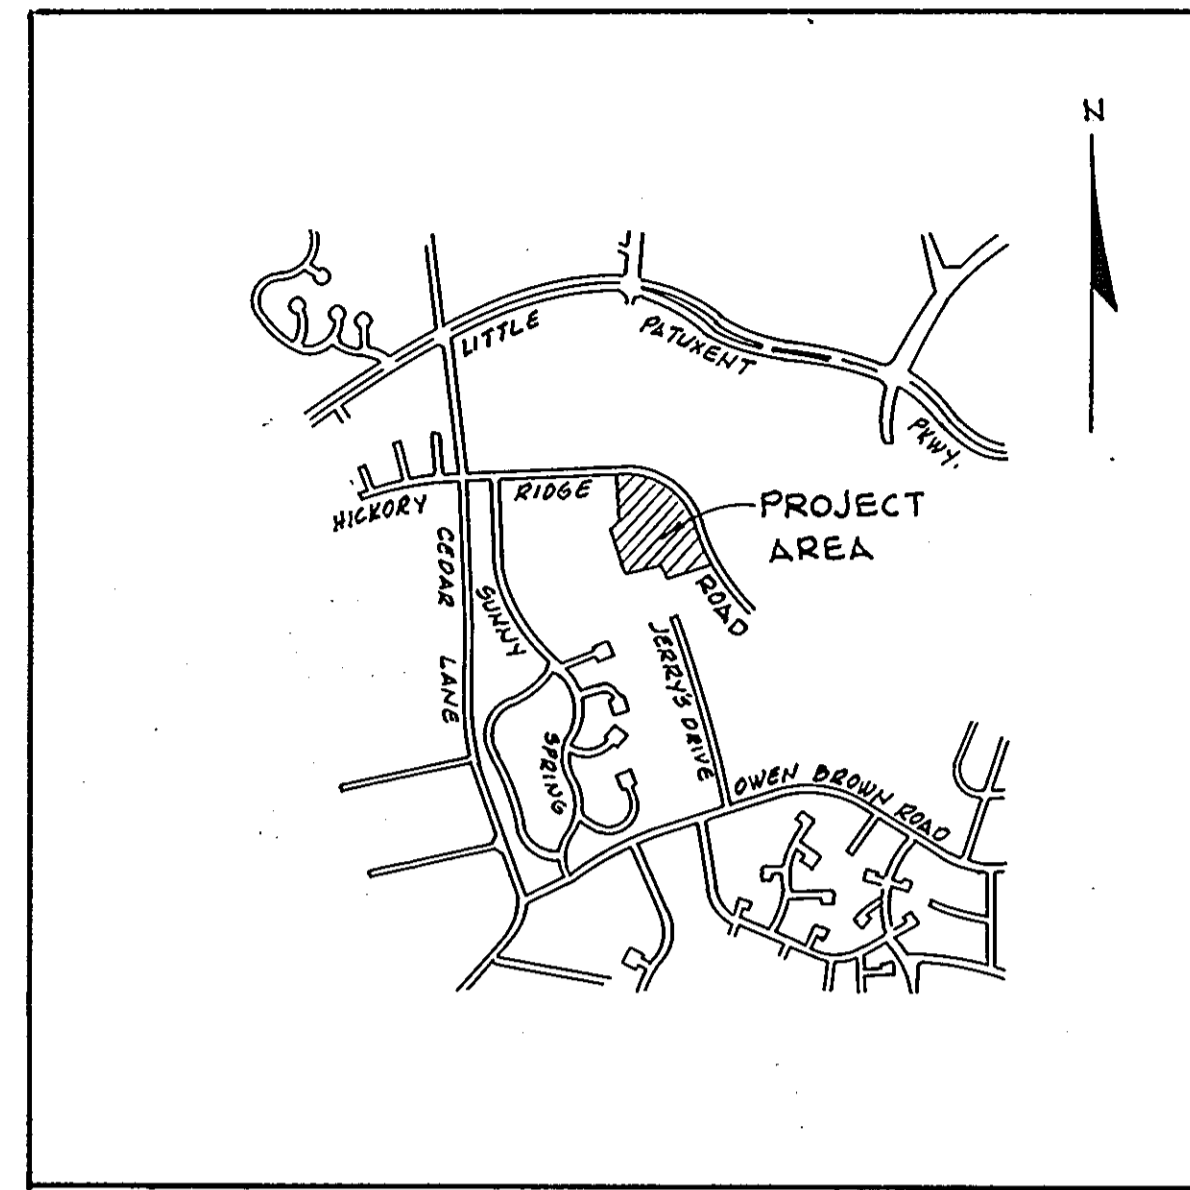 N
LITTLE
PATUXENT
PKWY.
HICKORY
RIDGE
PROJECT
AREA
CEDAR
LANE
SUNNY
ROAD
JERRY'S DRIVE
SPRING
OWEN BROWN ROAD